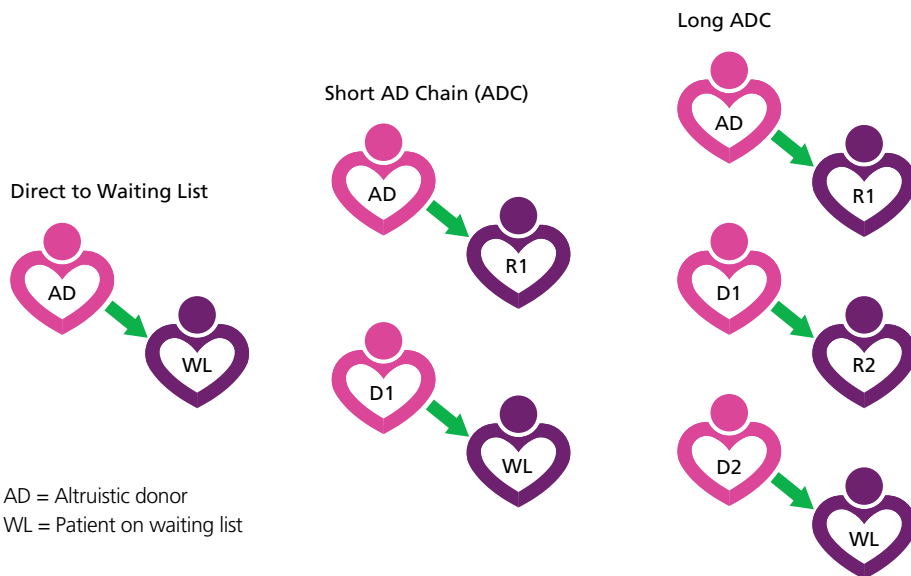 Direct to Waiting List
AD
WL
AD = Altruistic donor
WL = Patient on waiting list
Short AD Chain (ADC)
AD
R1
D1
WL
Long ADC
AD
R1
D1
R2
D2
WL